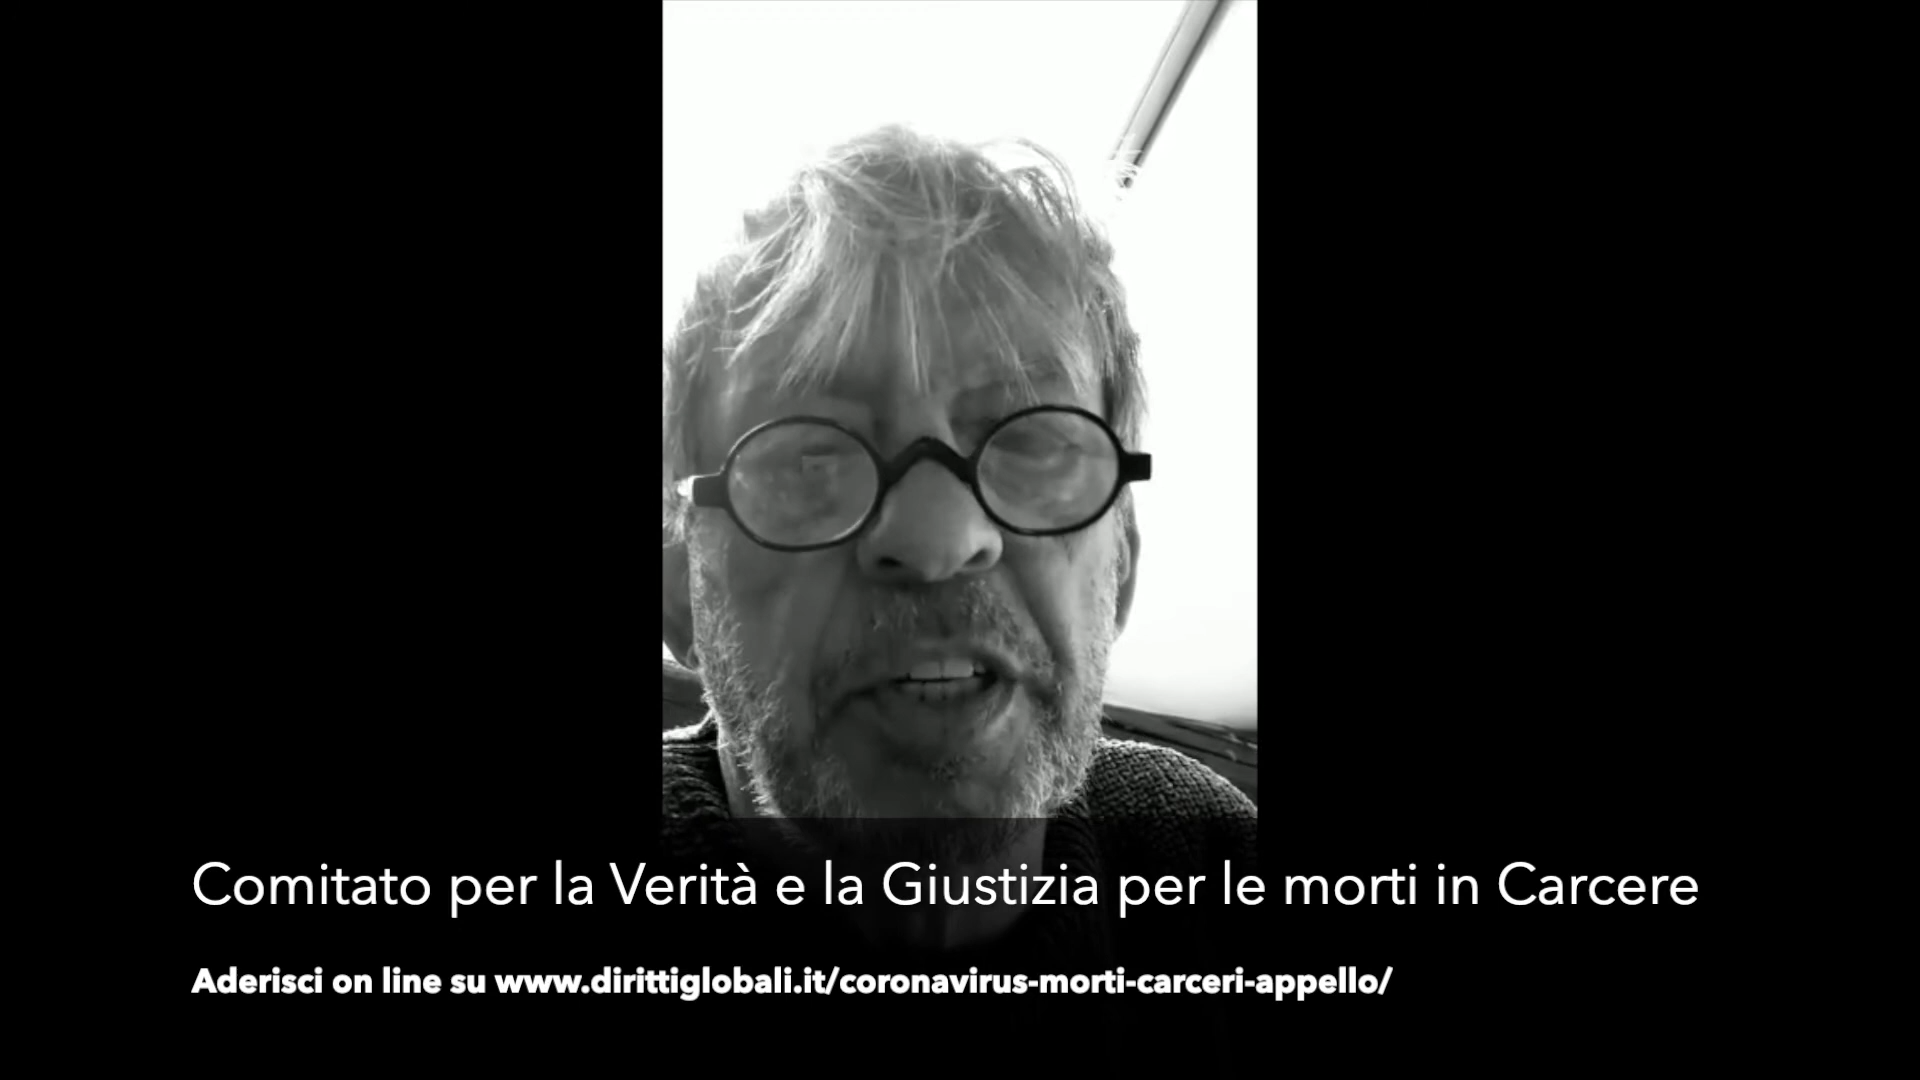 Comitato per la Verità e la Giustizia per le morti in Carcere
Aderisci on line su www.dirittiglobali.it/coronavirus-morti-carceri-appello/